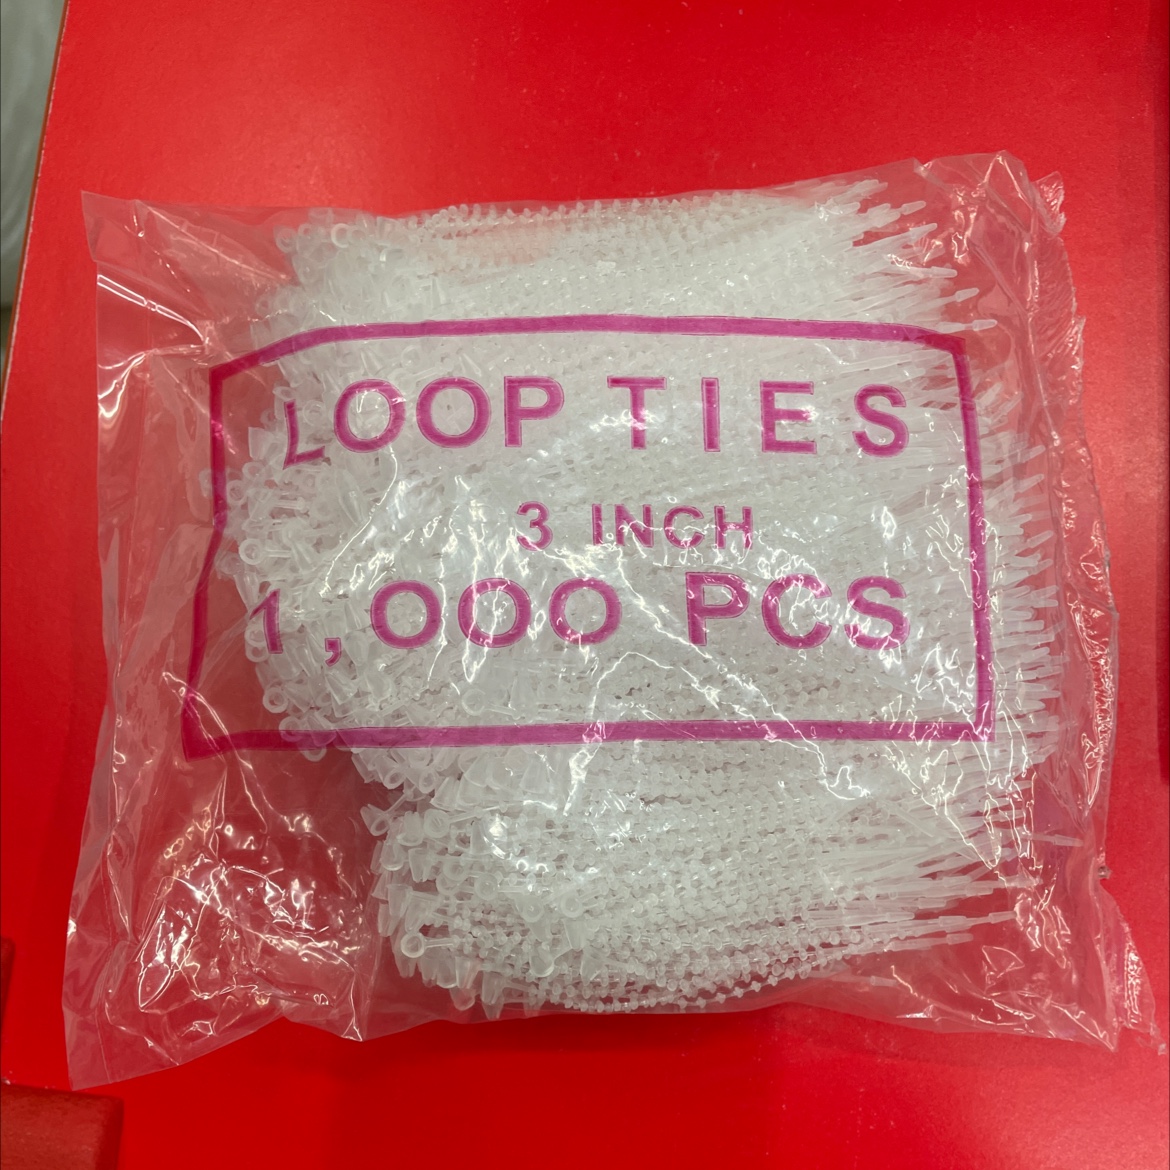 LOOP TIES
3 INCH
1,000 PCS